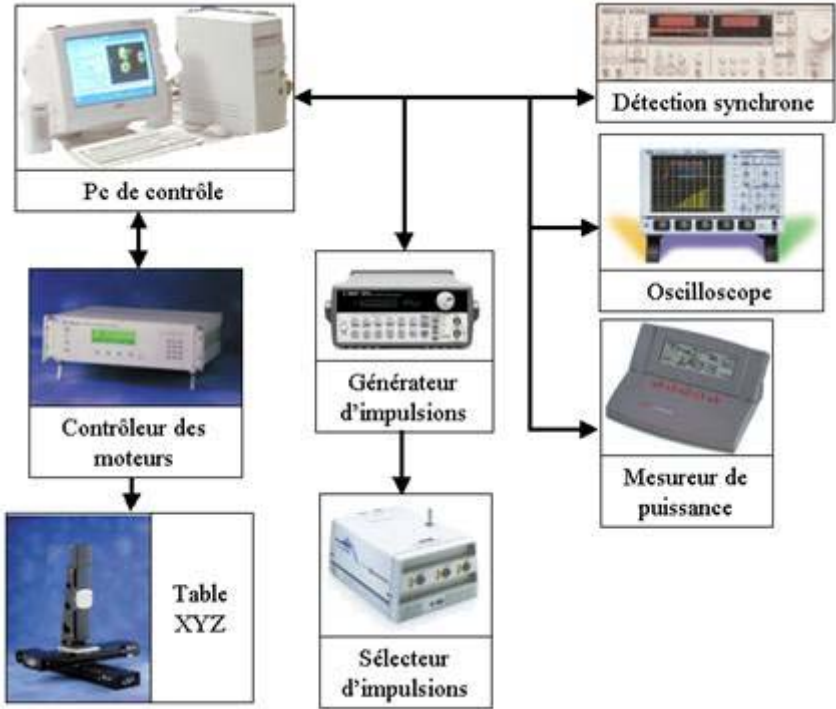 Pc de contrôle
Détection synchrone
Oscilloscope
Générateur
d'impulsions
Contrôleur des
moteurs
Mesureur de
puissance
Table
XYZ
Sélecteur
d'impulsions